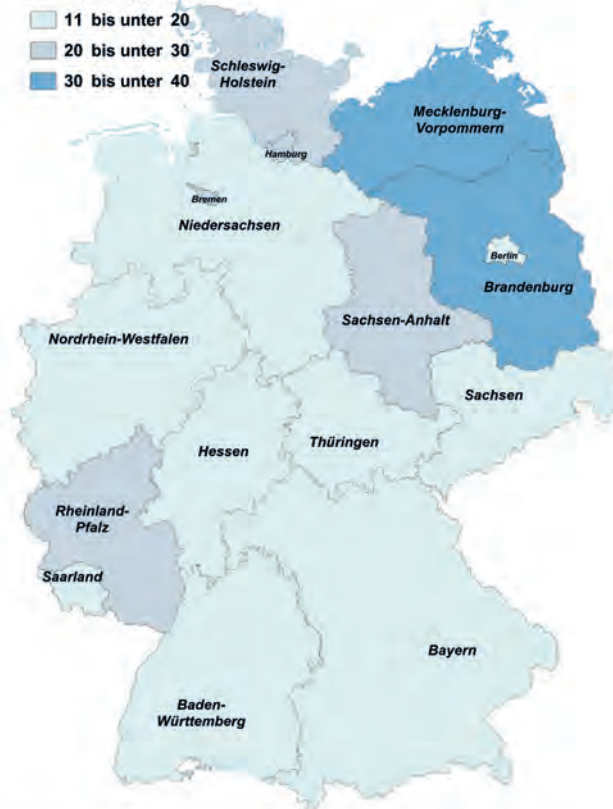 11 bis unter 20
20 bis unter 30
30 bis unter 40
Schleswig-
Holstein
Mecklenburg-
Vorpommern
Hamburg
Bremen
Niedersachsen
Berlin
Brandenburg
Sachsen-Anhalt
Nordrhein-Westfalen
Sachsen
Hessen
Thüringen
Rheinland-
Pfalz
Saarland
Bayern
Baden-
Württemberg